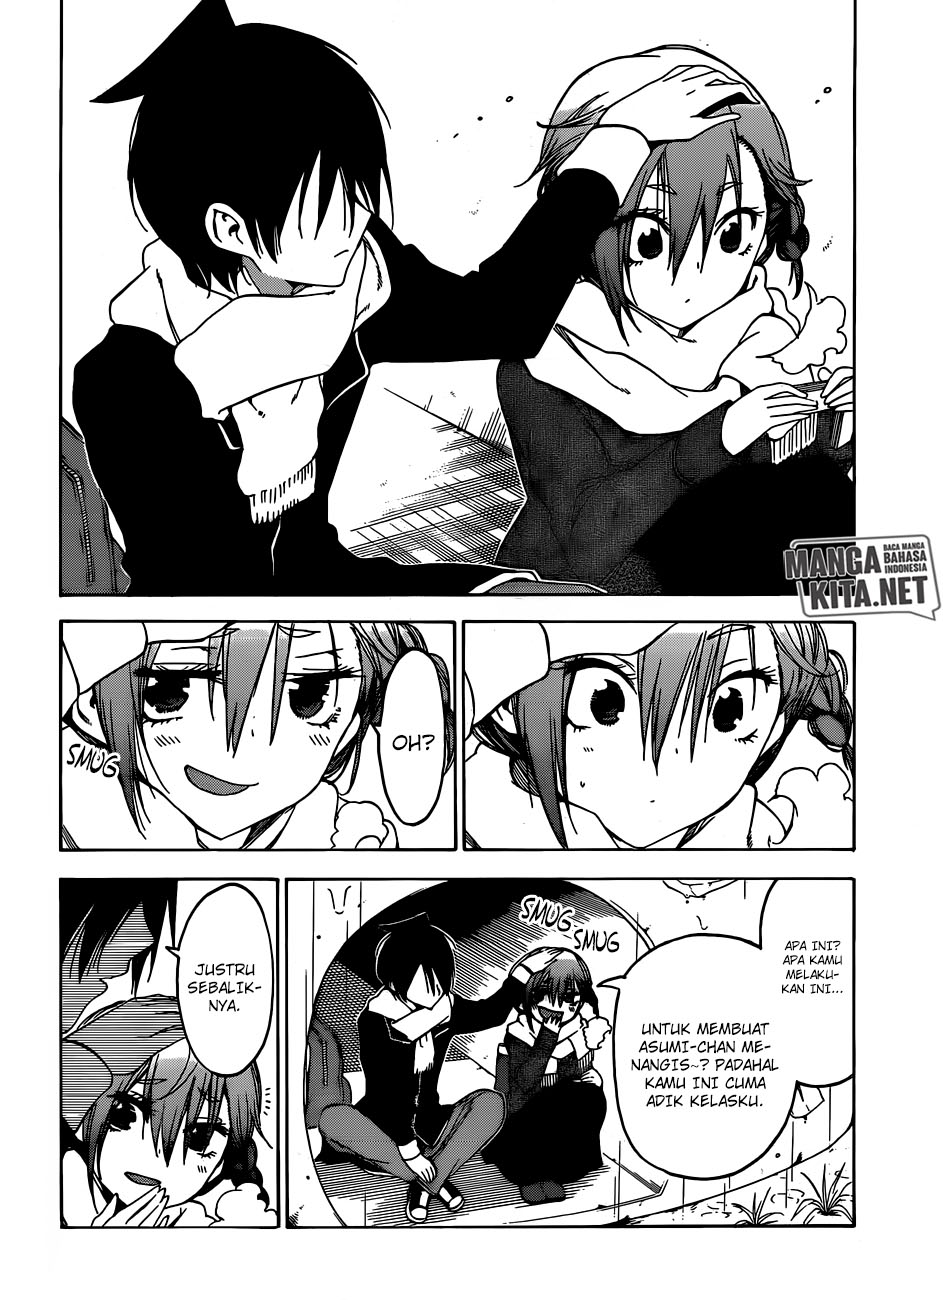 MANGA
KITA.NET
BACA MANGA
BAHASA
INDONESIA
OH?
SMUG
SMUG
SMUG
APA INI?
APA KAMU
MELAKU-
KAN INI...
UNTUK MEMBUAT
ASUMI-CHAN ME-
NANGIS~? PADAHAL
KAMU INI CUMA
ADIK KELASKU.
JUSTRU
SEBALIK-
NYA.